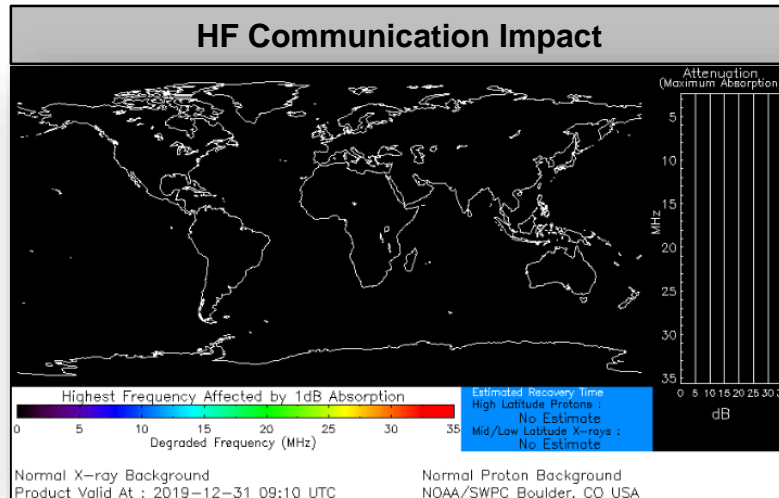 HF Communication Impact
Attenuation
(Maximum Absorption
5
10
15
20
25
30
35
MHz
0 5 10 15 20 25 30 3
dB
Highest Frequency Affected by 1dB Absorption
0 5 10 15 20 25 30 35
Degraded Frequency (MHz)
Estimated Recovery Time
High Latitude Protons :
No Estimate
Mid/Low Latitude X-rays :
No Estimate
Normal X-ray Background
Normal Proton Background
Product Valid At : 2019-12-31 09:10 UTC
NOAA/SWPC Boulder, CO USA